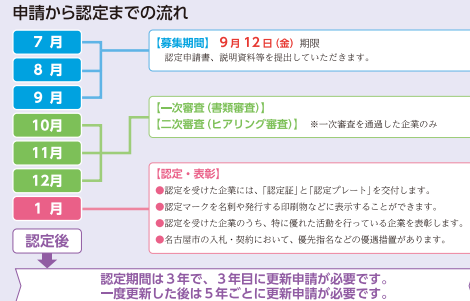 申請から認定までの流れ
7 月
8 月
9 月
10月
11月
12月
1 月
認定後
【募集期間】 9月12日(金) 期限
認定申請書、説明資料等を提出していただきます。
【一次審査(書類審査)】
【二次審査(ヒアリング審査)】 ※一次審査を通過した企業のみ
【認定・表彰】
●認定を受けた企業には、「認定証」と「認定プレート」を交付します。
●認定マークを名刺や発行する印刷物などに表示することができます。
●認定を受けた企業のうち、特に優れた活動を行っている企業を表彰します。
●名古屋市の入札・契約において、優先指名などの優遇措置があります。
認定期間は3年で、3年目に更新申請が必要です。
一度更新した後は5年ごとに更新申請が必要です。